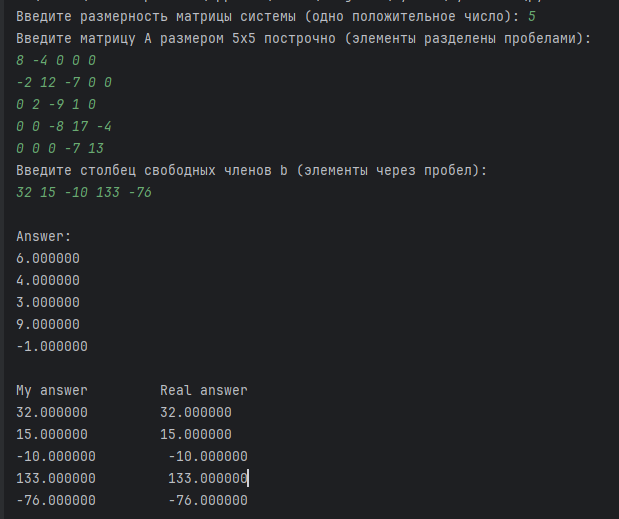 Введите размерность матрицы системы (одно положительное число): 5
Введите матрицу A размером 5x5 построчно (элементы разделены пробелами):
8 -4 0 0 0
-2 12 -7 0 0
0 2 -9 1 0
0 0 -8 17 -4
0 0 0 -7 13
Введите столбец свободных членов b (элементы через пробел):
32 15 -10 133 -76
Answer:
6.000000
4.000000
3.000000
9.000000
-1.000000
My answer Real answer
32.000000 32.000000
15.000000 15.000000
-10.000000 -10.000000
133.000000 133.000000
-76.000000 -76.000000